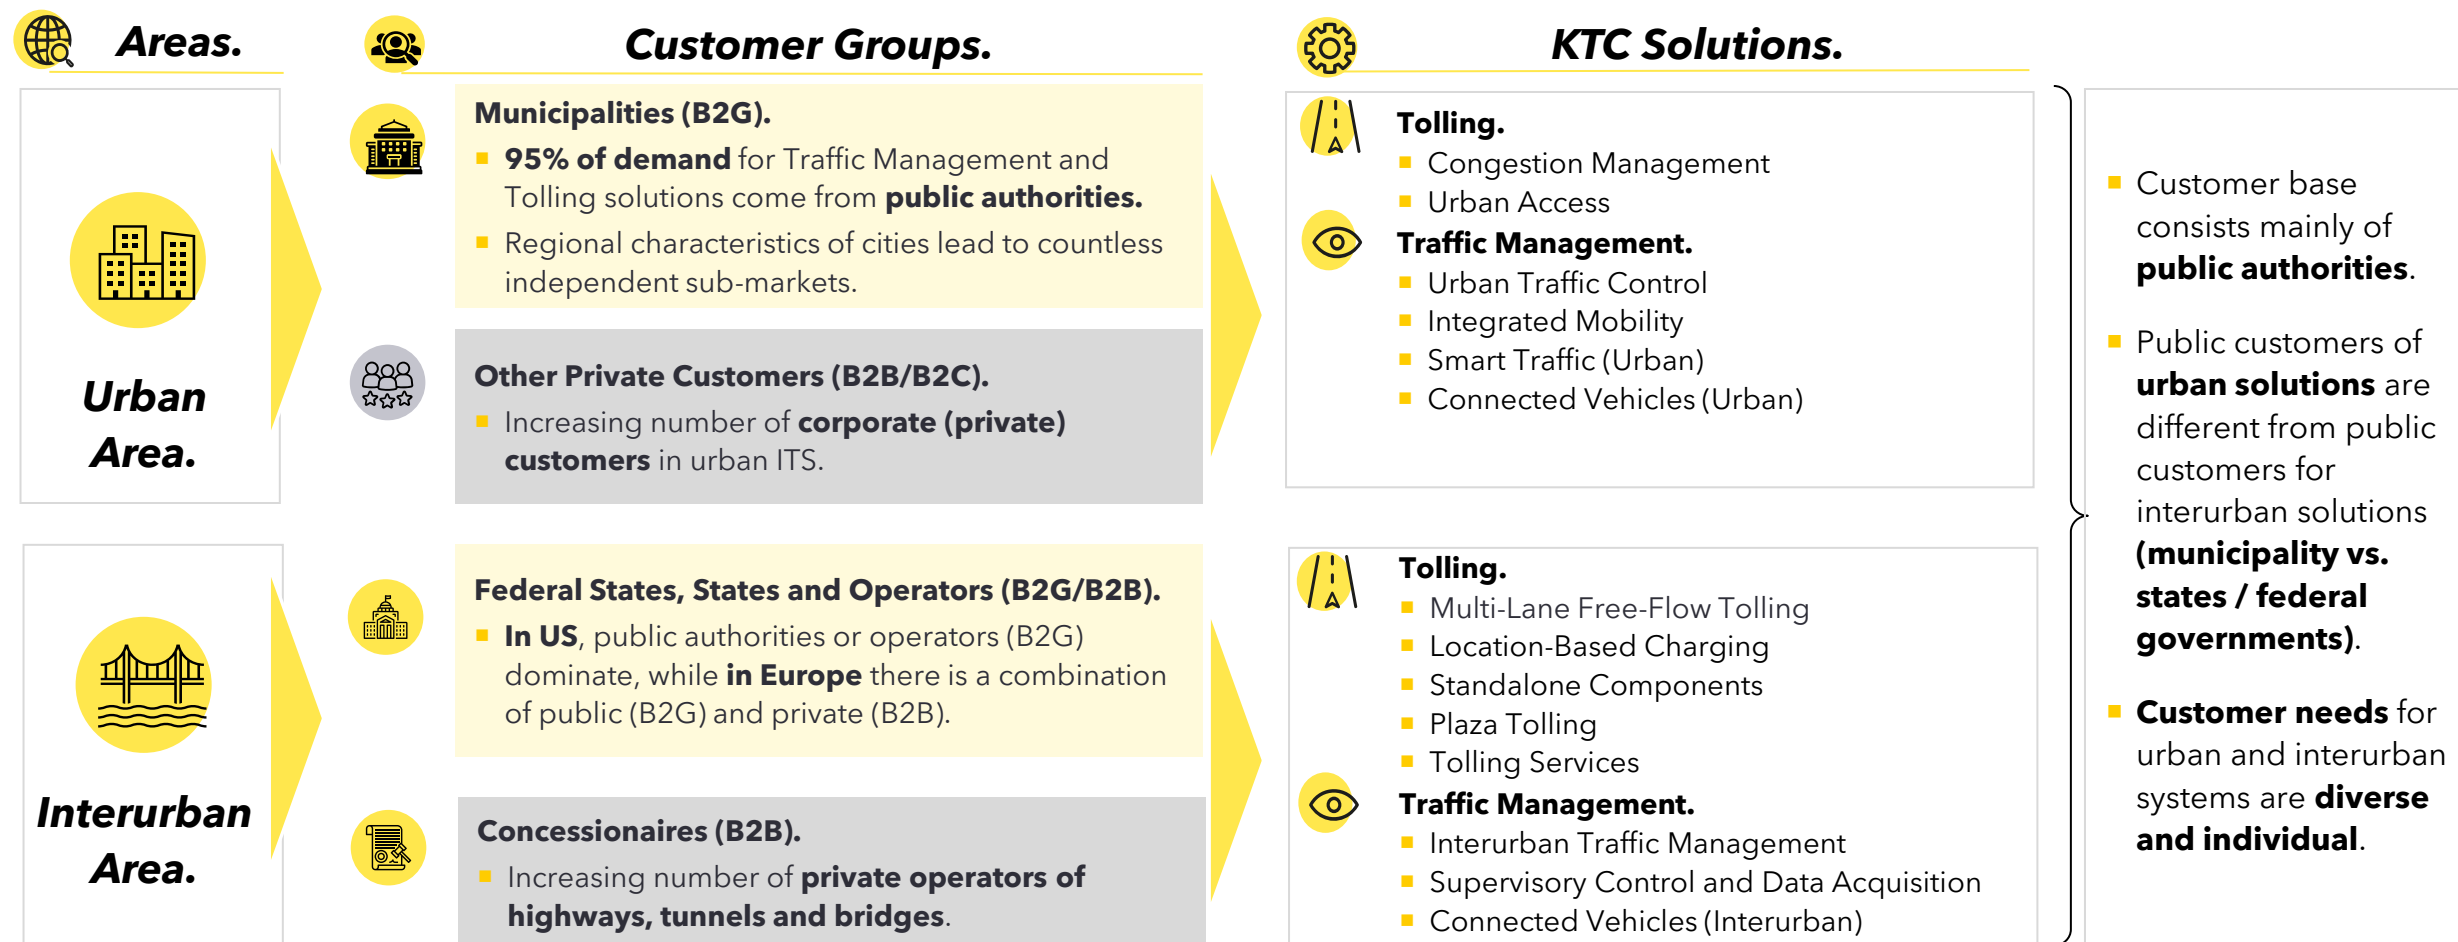 Areas.
Customer Groups.
KTC Solutions.
Urban
Area.
Municipalities (B2G).
95% of demand for Traffic Management and
Tolling solutions come from public authorities.
Regional characteristics of cities lead to countless
independent sub-markets.
Other Private Customers (B2B/B2C).
Increasing number of corporate (private)
customers in urban ITS.
Tolling.
Congestion Management
Urban Access
Traffic Management.
Urban Traffic Control
Integrated Mobility
Smart Traffic (Urban)
Connected Vehicles (Urban)
Interurban
Area.
Federal States, States and Operators (B2G/B2B).
In US, public authorities or operators (B2G)
dominate, while in Europe there is a combination
of public (B2G) and private (B2B).
Concessionaires (B2B).
Increasing number of private operators of
highways, tunnels and bridges.
Tolling.
Multi-Lane Free-Flow Tolling
Location-Based Charging
Standalone Components
Plaza Tolling
Tolling Services
Traffic Management.
Interurban Traffic Management
Supervisory Control and Data Acquisition
Connected Vehicles (Interurban)
Customer base
consists mainly of
public authorities.
Public customers of
urban solutions are
different from public
customers for
interurban solutions
(municipality vs.
states / federal
governments).
Customer needs for
urban and interurban
systems are diverse
and individual.